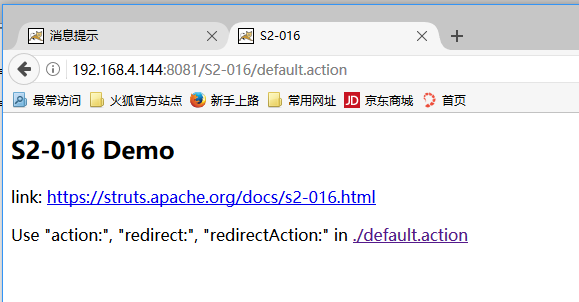 消息提示
S2-016
192.168.4.144:8081/S2-016/default.action
最常访问 火狐官方站点 新手上路 常用网址 JD 京东商城 首页
S2-016 Demo
link: https://struts.apache.org/docs/s2-016.html
Use "action:", "redirect:", "redirectAction:" in ./default.action